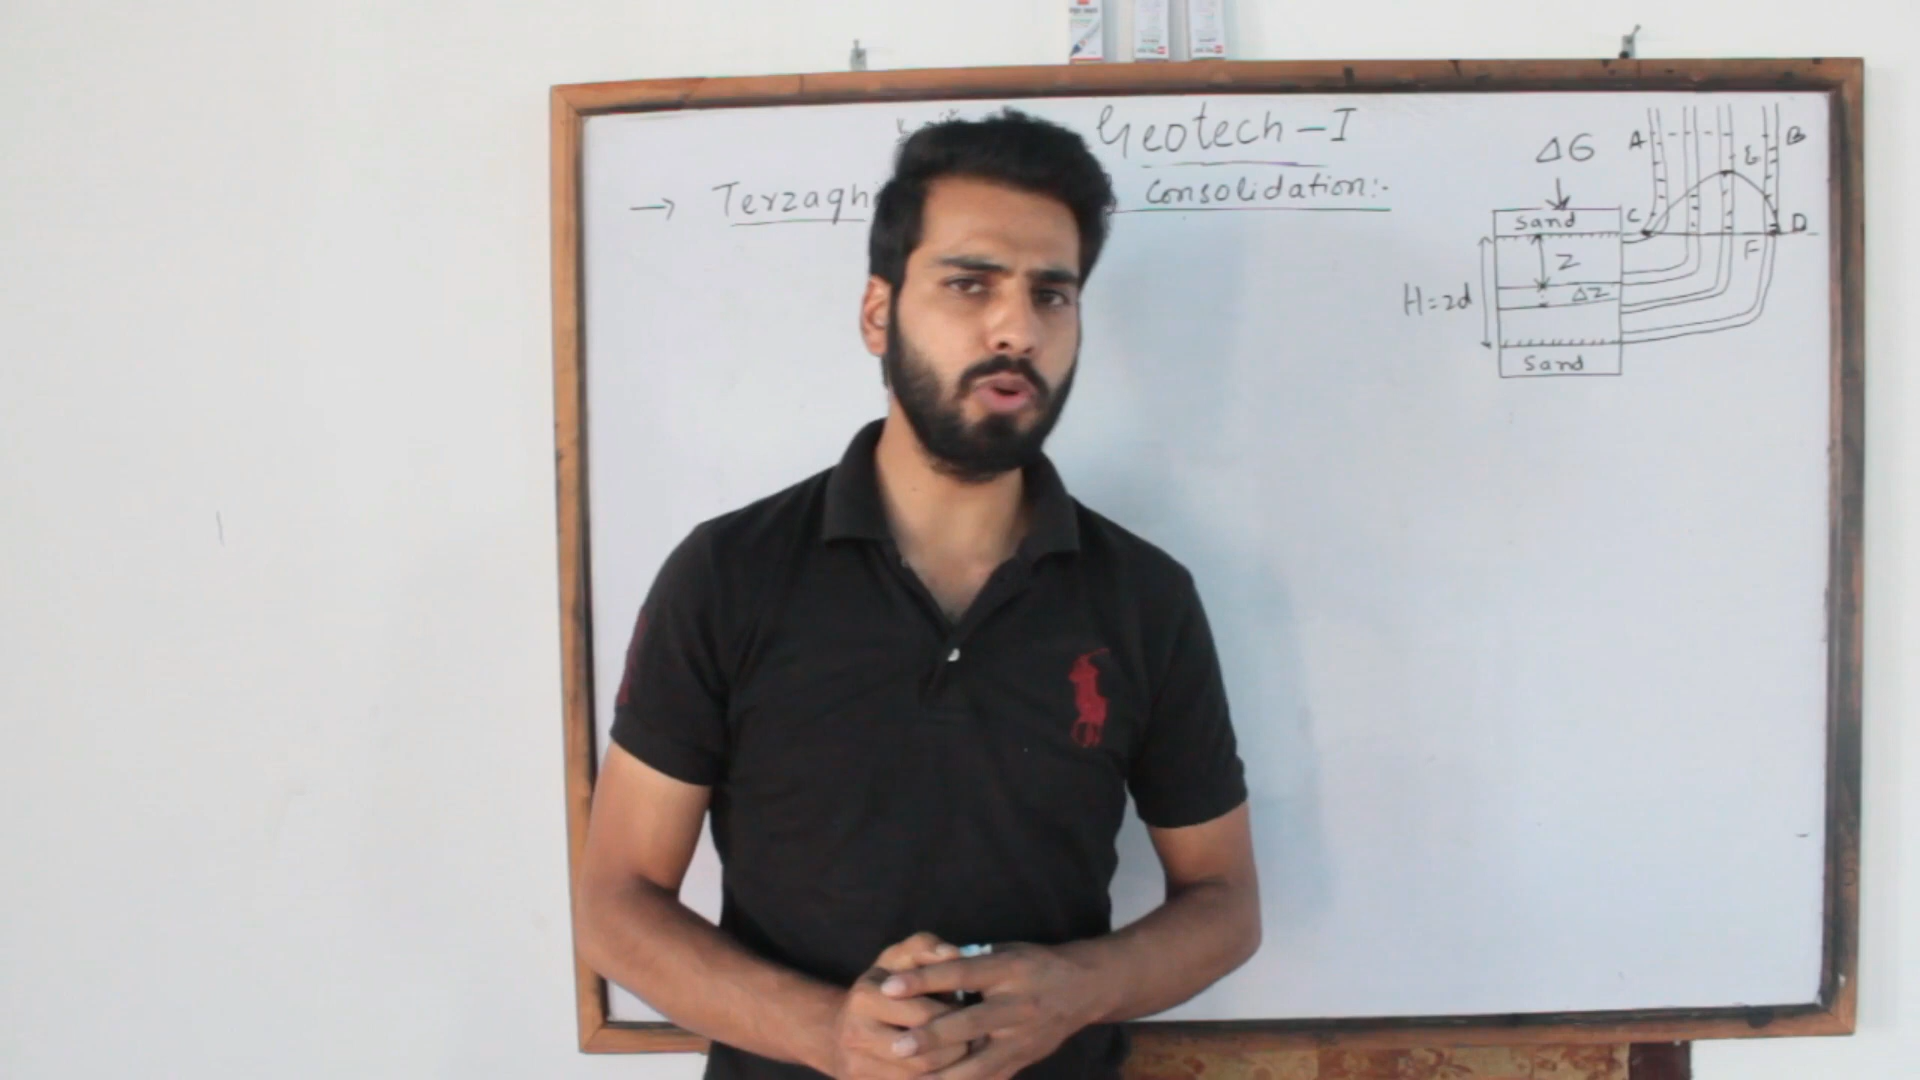 Geotech-I
→ Terzaghi Consolidation:-
ΔG
A B
E
Sand C D
F
Z
H=2d ΔZ
Sand